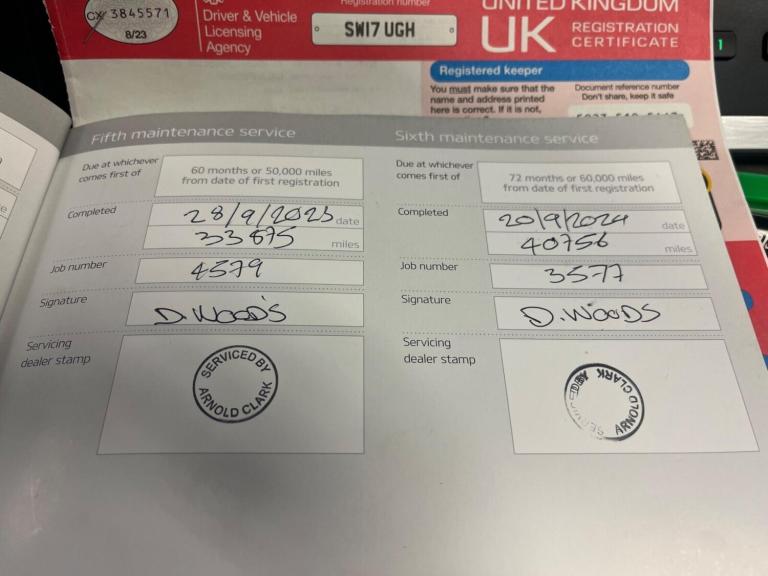 CX 3845571
8/23
Driver & Vehicle
Licensing
Agency
Registration number
SW17 UGH
UNITED KINGDOM
UK
REGISTRATION
CERTIFICATE
Registered keeper
You must make sure that the
name and address printed
here is correct. If it is not,
Document reference number
Don't share, keep it safe
1
Fifth maintenance service
Due at whichever
comes first of
60 months or 50,000 miles
from date of first registration
Completed
28/9/2023 date
33875 miles
Job number
4579
Signature
D.WOODS
Servicing
dealer stamp
SERVICED BY
ARNOLD CLARK
Sixth maintenance service
Due at whichever
comes first of
72 months or 60,000 miles
from date of first registration
Completed
20/9/2024 date
40756 miles
Job number
3577
Signature
D.WOODS
Servicing
dealer stamp
ARNOLD CLARK